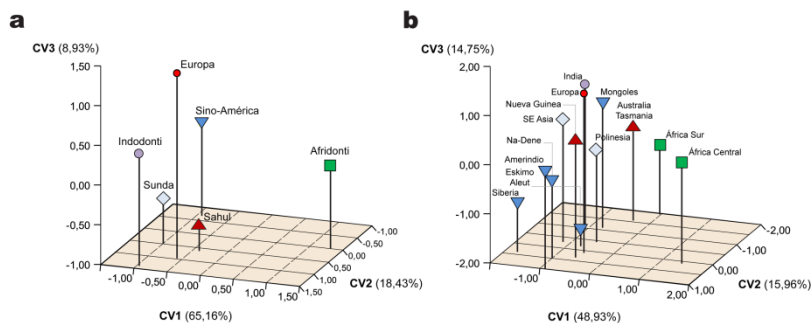 a
CV3 (8,93%)
1,50
1,00
0,50
0,00
-0,50
-1,00
Europa
Sino-América
Indodonti
Afridonti
Sunda
Sahul
-1,00
-0,50
0,00
0,50
1,00
1,50
CV1 (65,16%)
-1,00
-0,50
0,00
0,50
1,00
1,50
CV2 (18,43%)
b
CV3 (14,75%)
2,00
1,00
0,00
-1,00
-2,00
India
Europa
Mongoles
Nueva Guinea
Australia
Tasmania
SE Asia
Polinesia
África Sur
Na-Dene
África Central
Amerindio
Eskimo
Aleut
Siberia
-1,00
0,00
1,00
2,00
CV1 (48,93%)
-2,00
-1,00
0,00
1,00
CV2 (15,96%)